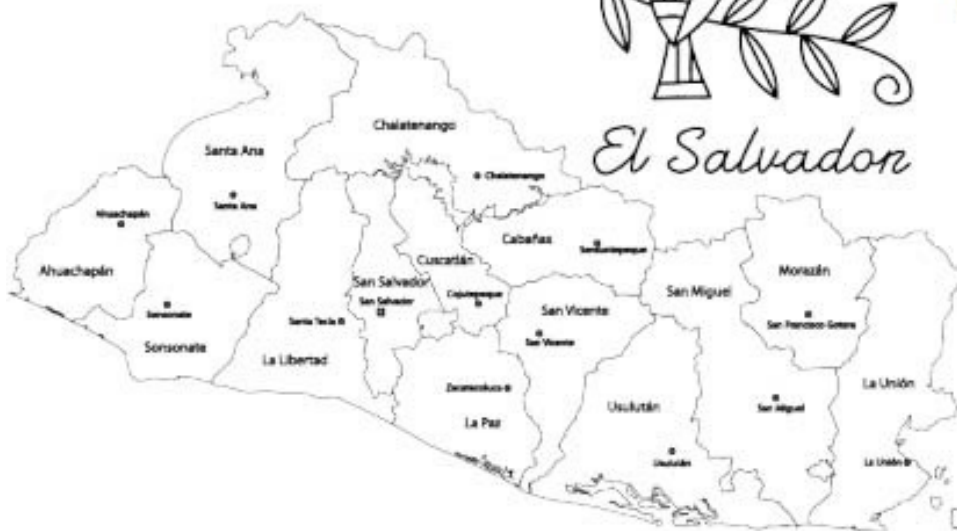 El Salvador
Chalatenango
Chalatenango
Santa Ana
Santa Ana
Ahuachapán
Ahuachapán
Sonsonate
Sonsonate
La Libertad
Santa Tecla
San Salvador
San Salvador
Cuscatlán
Cojutepeque
Cabañas
Sensuntepeque
San Vicente
San Vicente
Zacatecoluca
La Paz
Usulután
Usulután
San Miguel
San Miguel
Morazán
San Francisco Gotera
La Unión
La Unión